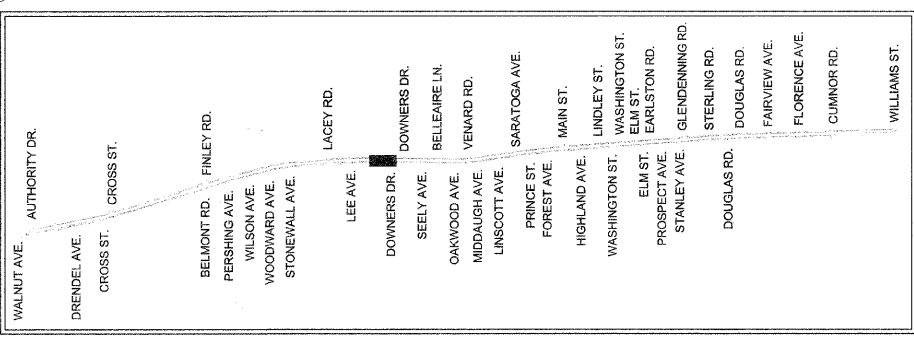 WALNUT AVE.
AUTHORITY DR.
DRENDEL AVE.
CROSS ST.
CROSS ST.
BELMONT RD.
FINLEY RD.
PERSHING AVE.
WILSON AVE.
WOODWARD AVE.
STONEWALL AVE.
LACEY RD.
LEE AVE.
DOWNERS DR.
DOWNERS DR.
SEELY AVE.
BELLEAIRE LN.
OAKWOOD AVE.
VENARD RD.
MIDDAUGH AVE.
LINSCOTT AVE.
SARATOGA AVE.
PRINCE ST.
FOREST AVE.
MAIN ST.
HIGHLAND AVE.
LINDLEY ST.
WASHINGTON ST.
WASHINGTON ST.
ELM ST.
ELM ST.
EARLSTON RD.
PROSPECT AVE.
STANLEY AVE.
GLENDENNING RD.
STERLING RD.
DOUGLAS RD.
DOUGLAS RD.
FAIRVIEW AVE.
FLORENCE AVE.
CUMNOR RD.
WILLIAMS ST.